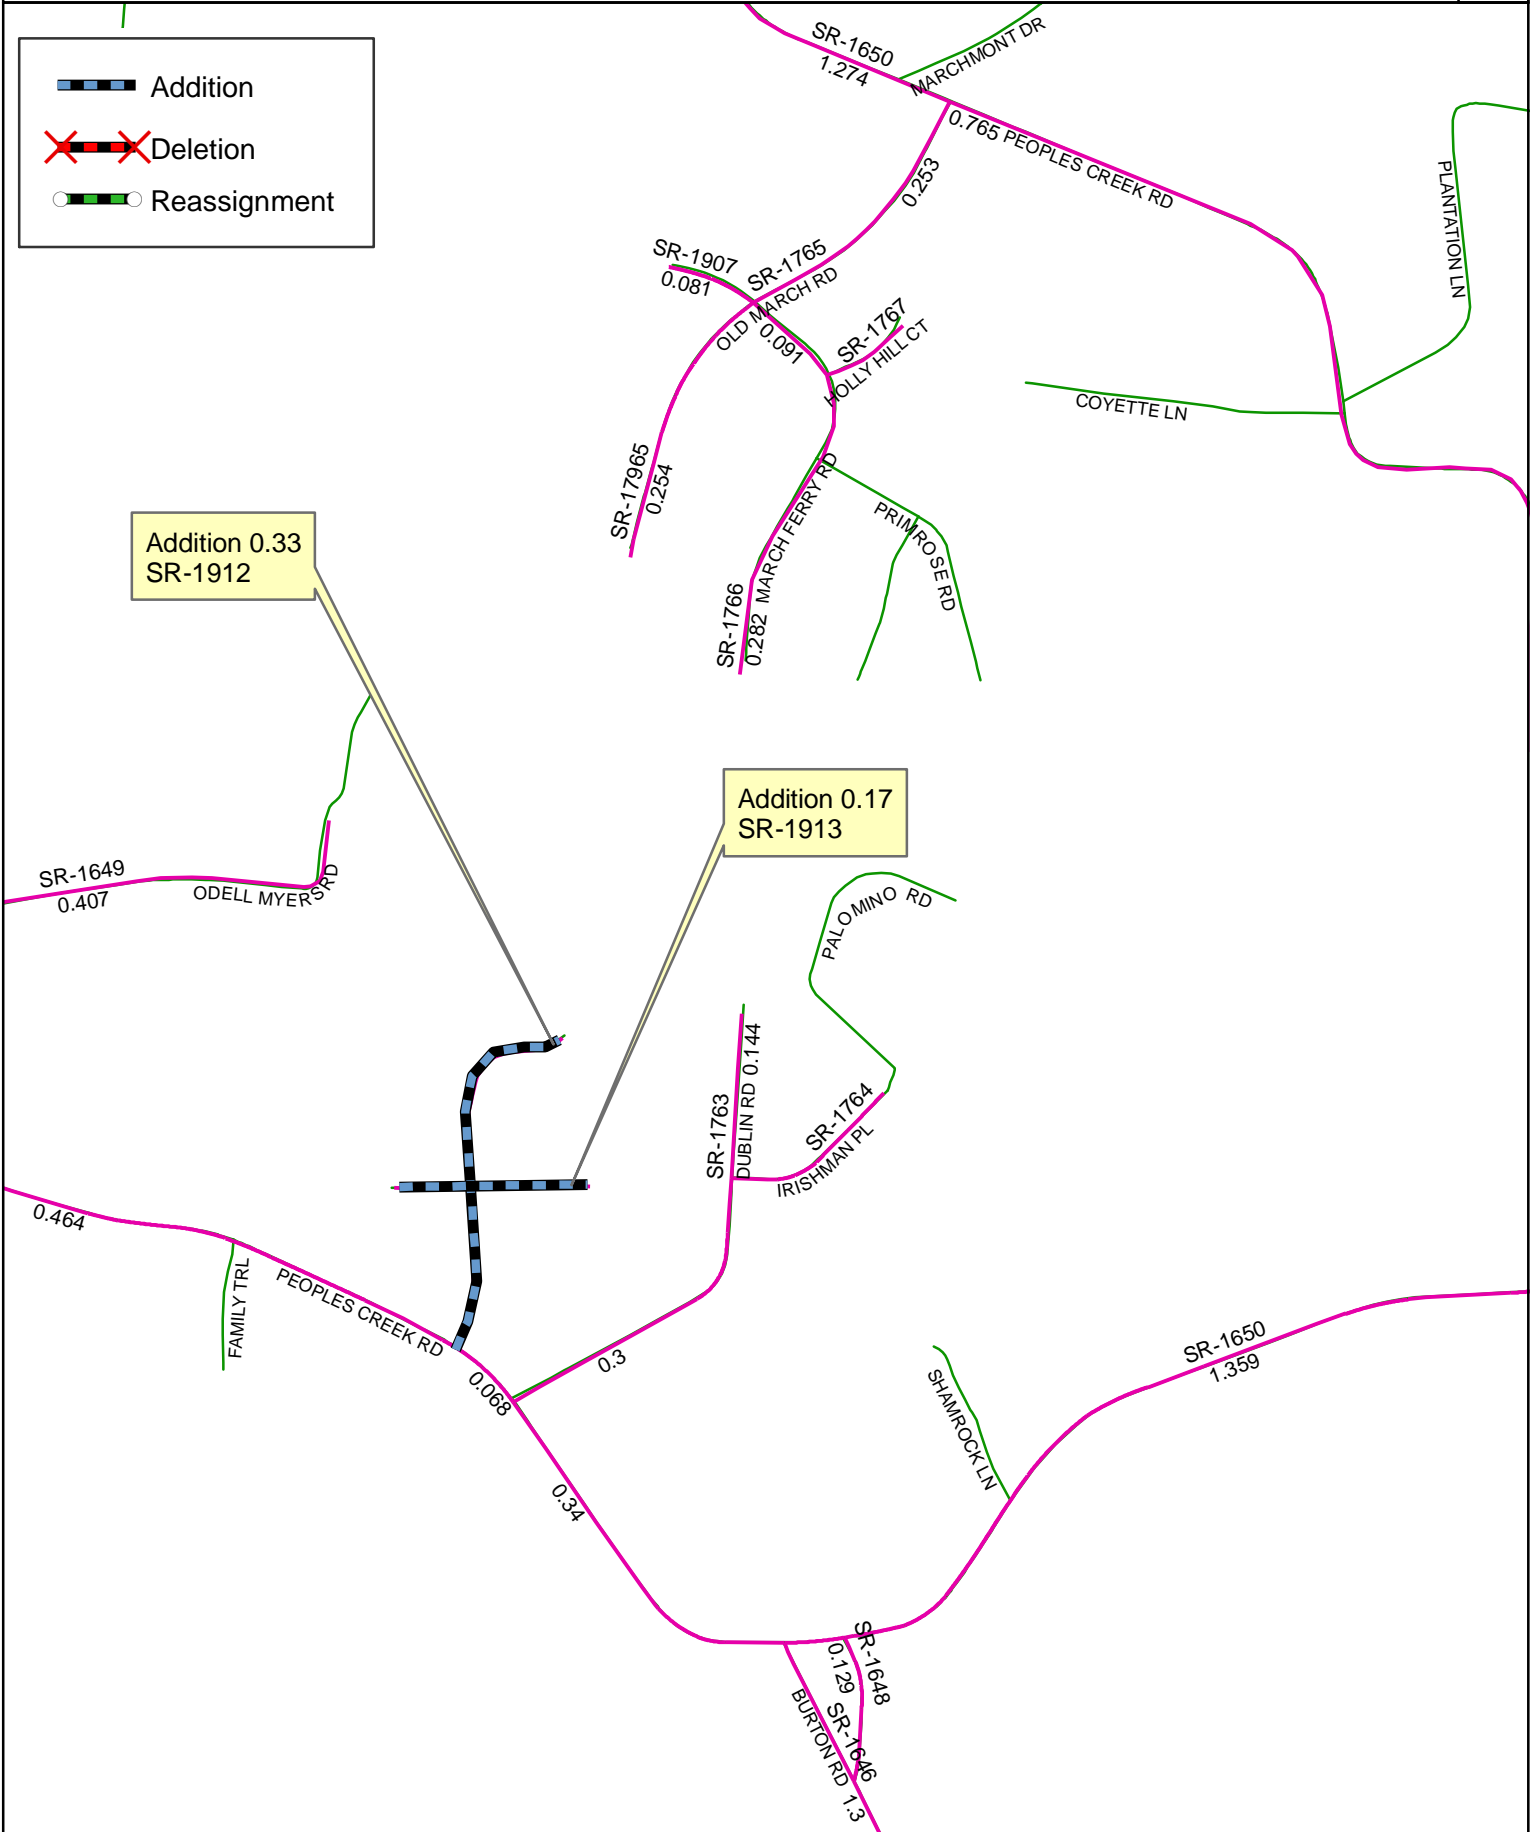 Addition
Deletion
Reassignment
SR-1650
1.274
MARCHMONT DR
0.765 PEOPLES CREEK RD
0.253
PLANTATION LN
SR-1907
0.081
SR-1765
OLD MARCH RD
0.091
SR-1767
HOLLY HILL CT
COYETTE LN
SR-17965
0.254
PRIMROSE RD
MARCH FERRY RD
SR-1766
0.282
Addition 0.33
SR-1912
Addition 0.17
SR-1913
SR-1649
0.407
ODELL MYERS RD
PALOMINO RD
SR-1763
DUBLIN RD 0.144
SR-1764
IRISHMAN PL
0.464
FAMILY TRL
PEOPLES CREEK RD
0.068
0.3
SR-1650
1.359
SHAMROCK LN
0.34
SR-1648
0.129
SR-1646
BURTON RD 1.3